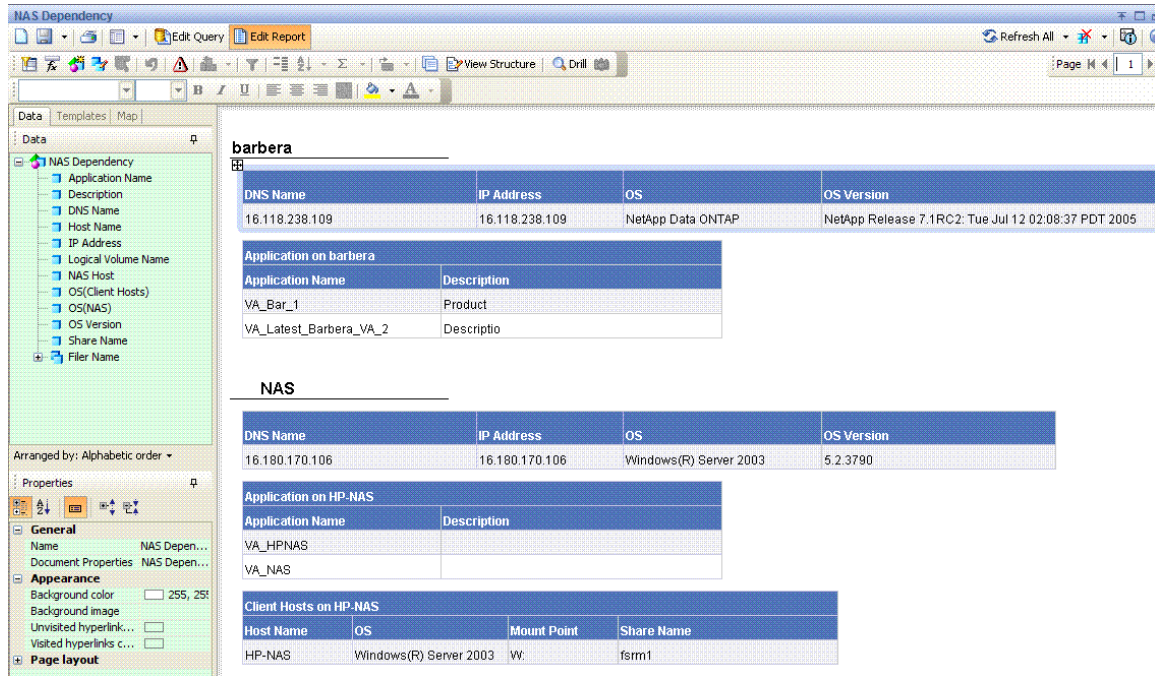 NAS Dependency
Edit Query Edit Report Refresh All
Σ View Structure Drill Page 1
B I U A
Data Templates Map
Data
NAS Dependency
Application Name
Description
DNS Name
Host Name
IP Address
Logical Volume Name
NAS Host
OS(Client Hosts)
OS(NAS)
OS Version
Share Name
Filer Name
Arranged by: Alphabetic order
Properties
General
Name NAS Depen...
Document Properties NAS Depen...
Appearance
Background color 255, 255
Background image
Unvisited hyperlink...
Visited hyperlinks c...
Page layout
barbera
DNS Name IP Address OS OS Version
16.118.238.109 16.118.238.109 NetApp Data ONTAP NetApp Release 7.1RC2: Tue Jul 12 02:08:37 PDT 2005
Application on barbera
Application Name Description
VA_Bar_1 Product
VA_Latest_Barbera_VA_2 Descriptio
NAS
DNS Name IP Address OS OS Version
16.180.170.106 16.180.170.106 Windows(R) Server 2003 5.2.3790
Application on HP-NAS
Application Name Description
VA_HPNAS
VA_NAS
Client Hosts on HP-NAS
Host Name OS Mount Point Share Name
HP-NAS Windows(R) Server 2003 W: fsrm1